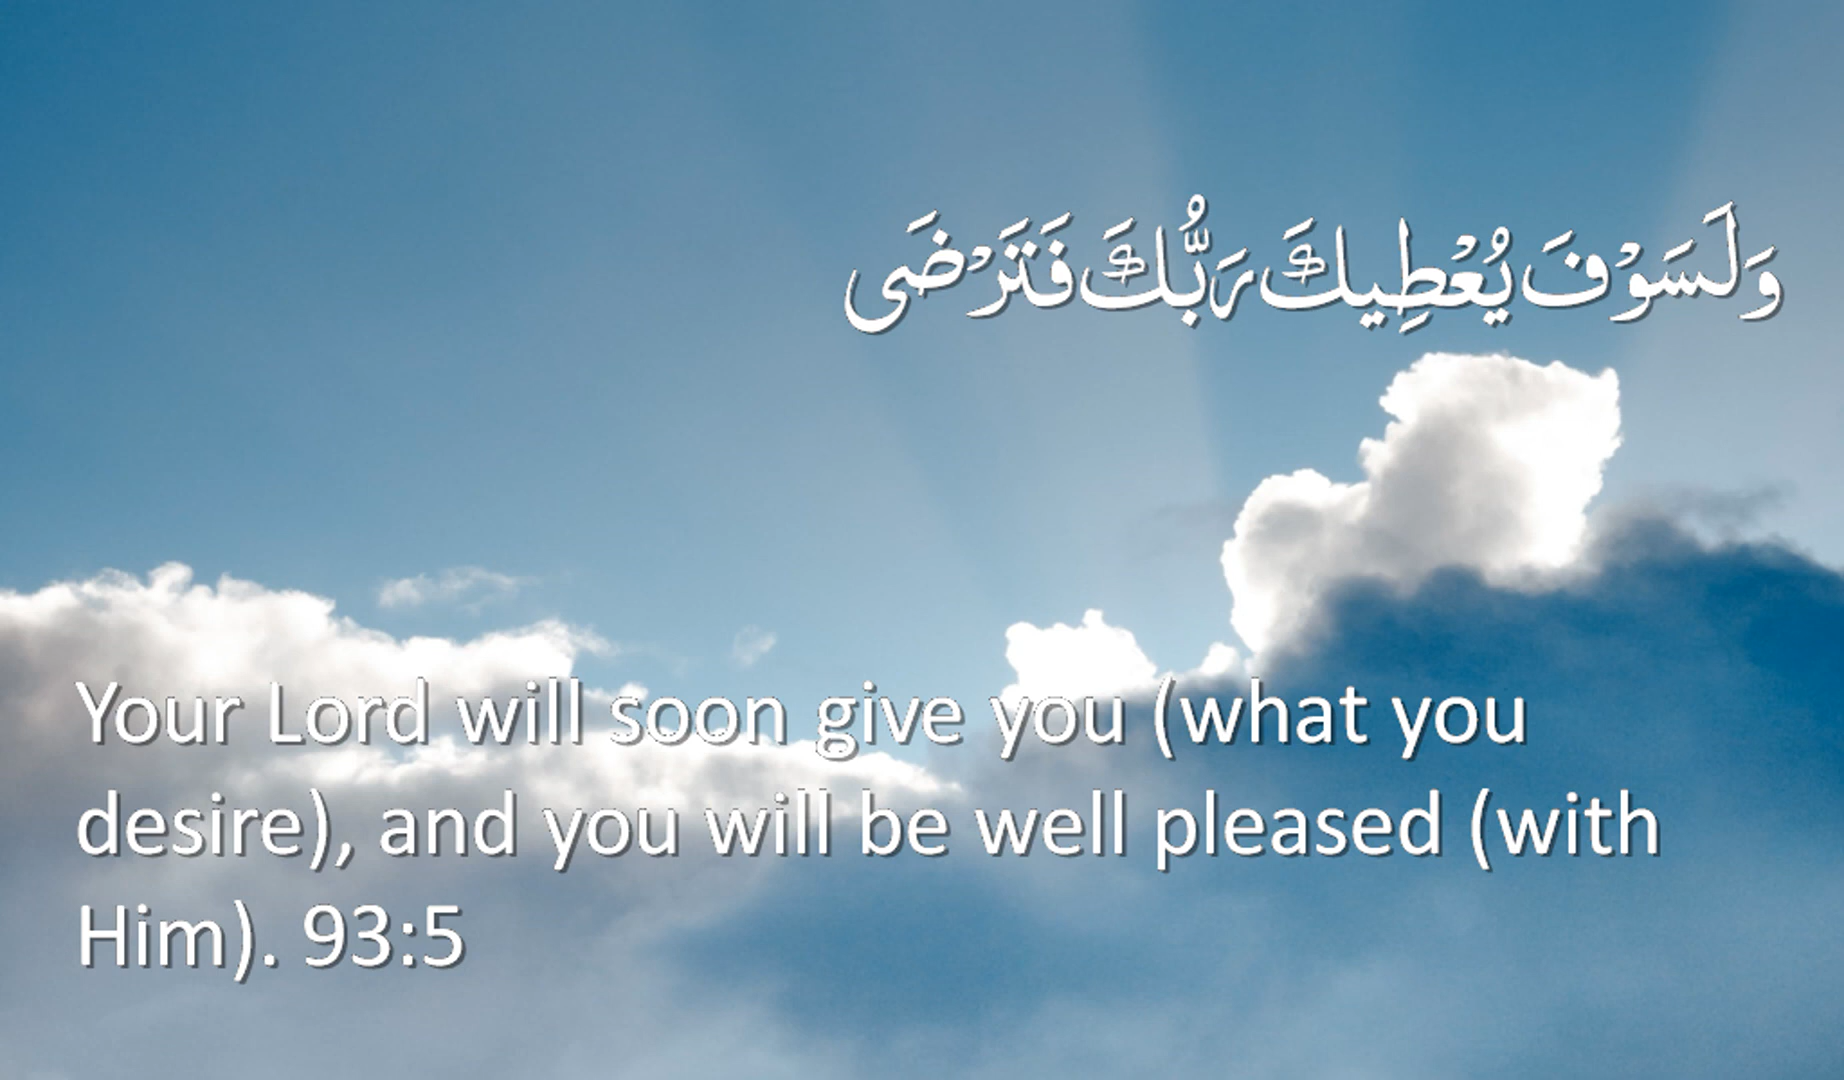 وَلَسَوْفَ يُعْطِيكَ رَبُّكَ فَتَرْضَى
Your Lord will soon give you (what you
desire), and you will be well pleased (with
Him). 93:5